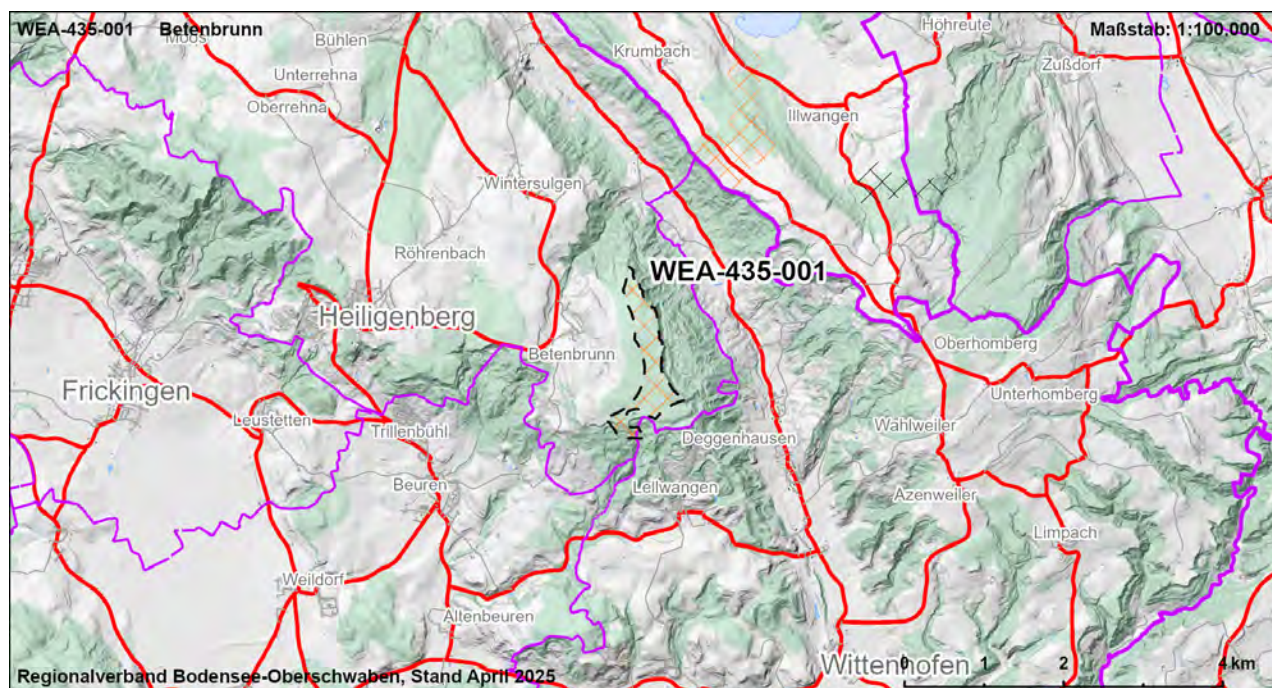 WEA-435-001 Betenbrunn
Maßstab: 1:100.000
Moos
Bühlen
Krumbach
Höhreute
Zußdorf
Unterrehna
Oberrehna
Illwangen
Wintersulgen
Röhrenbach
WEA-435-001
Heiligenberg
Betenbrunn
Oberhomberg
Frickingen
Unterhomberg
Leustetten
Trillenbühl
Deggenhausen
Wahlweiler
Beuren
Lellwangen
Azenweiler
Limpach
Weildorf
Altenbeuren
Wittenhofen
0 1 2 4 km
Regionalverband Bodensee-Oberschwaben, Stand April 2025